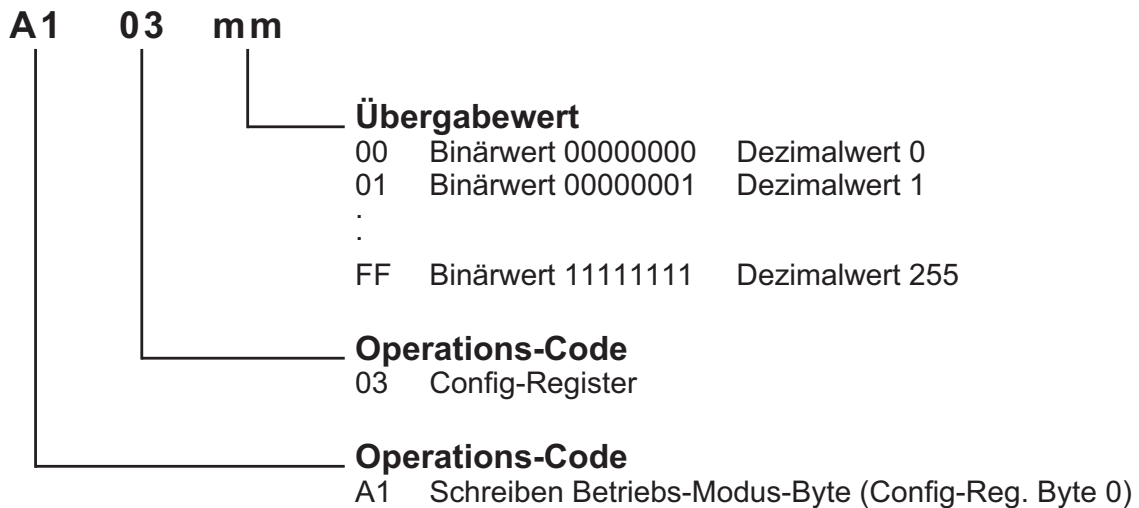 A1 03 mm
Übergabewert
00 Binärwert 00000000 Dezimalwert 0
01 Binärwert 00000001 Dezimalwert 1
.
.
FF Binärwert 11111111 Dezimalwert 255
Operations-Code
03 Config-Register
Operations-Code
A1 Schreiben Betriebs-Modus-Byte (Config-Reg. Byte 0)